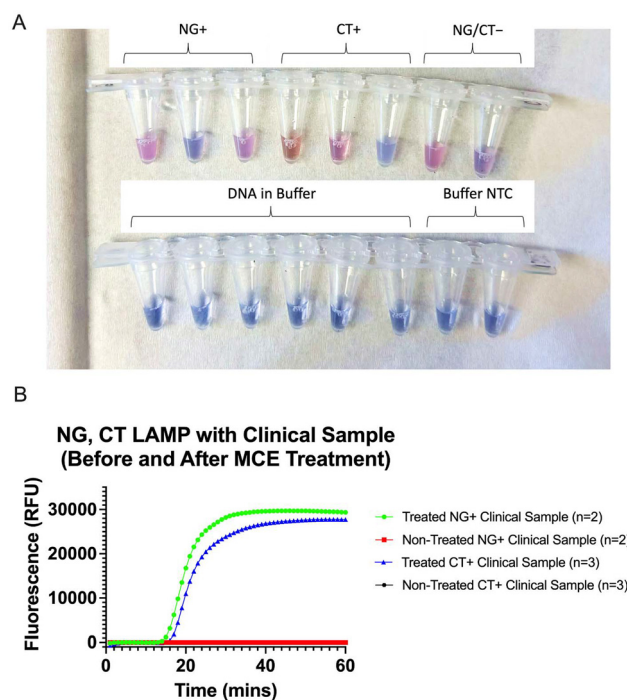 A
NG+ CT+ NG/CT−
DNA in Buffer Buffer NTC
B
NG, CT LAMP with Clinical Sample
(Before and After MCE Treatment)
Fluorescence (RFU)
30000
20000
10000
0
0 20 40 60
Time (mins)
Treated NG+ Clinical Sample (n=2)
Non-Treated NG+ Clinical Sample (n=2)
Treated CT+ Clinical Sample (n=3)
Non-Treated CT+ Clinical Sample (n=3)